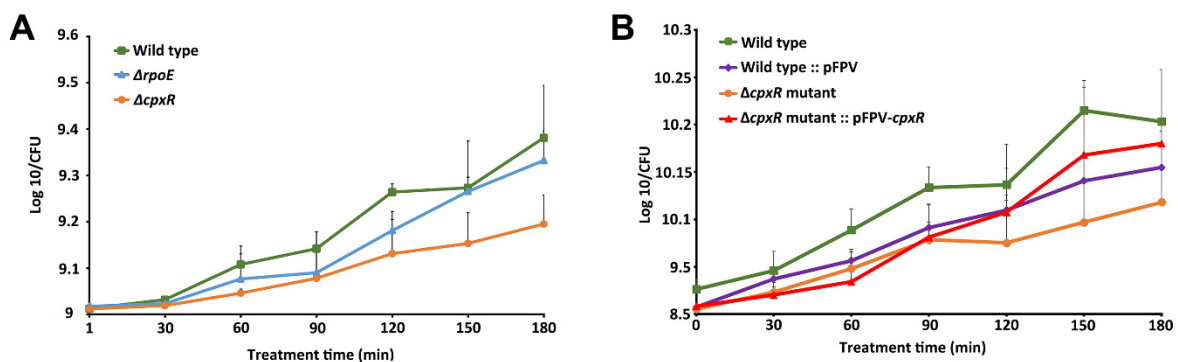 A
Log 10/CFU
9.6
9.5
9.4
9.3
9.2
9.1
9
Wild type
ΔrpoE
ΔcpxR
1 30 60 90 120 150 180
Treatment time (min)
B
Log 10/CFU
10.3
10.25
10.2
10.15
10.1
9.5
8.5
Wild type
Wild type :: pFPV
ΔcpxR mutant
ΔcpxR mutant :: pFPV-cpxR
0 30 60 90 120 150 180
Treatment time (min)